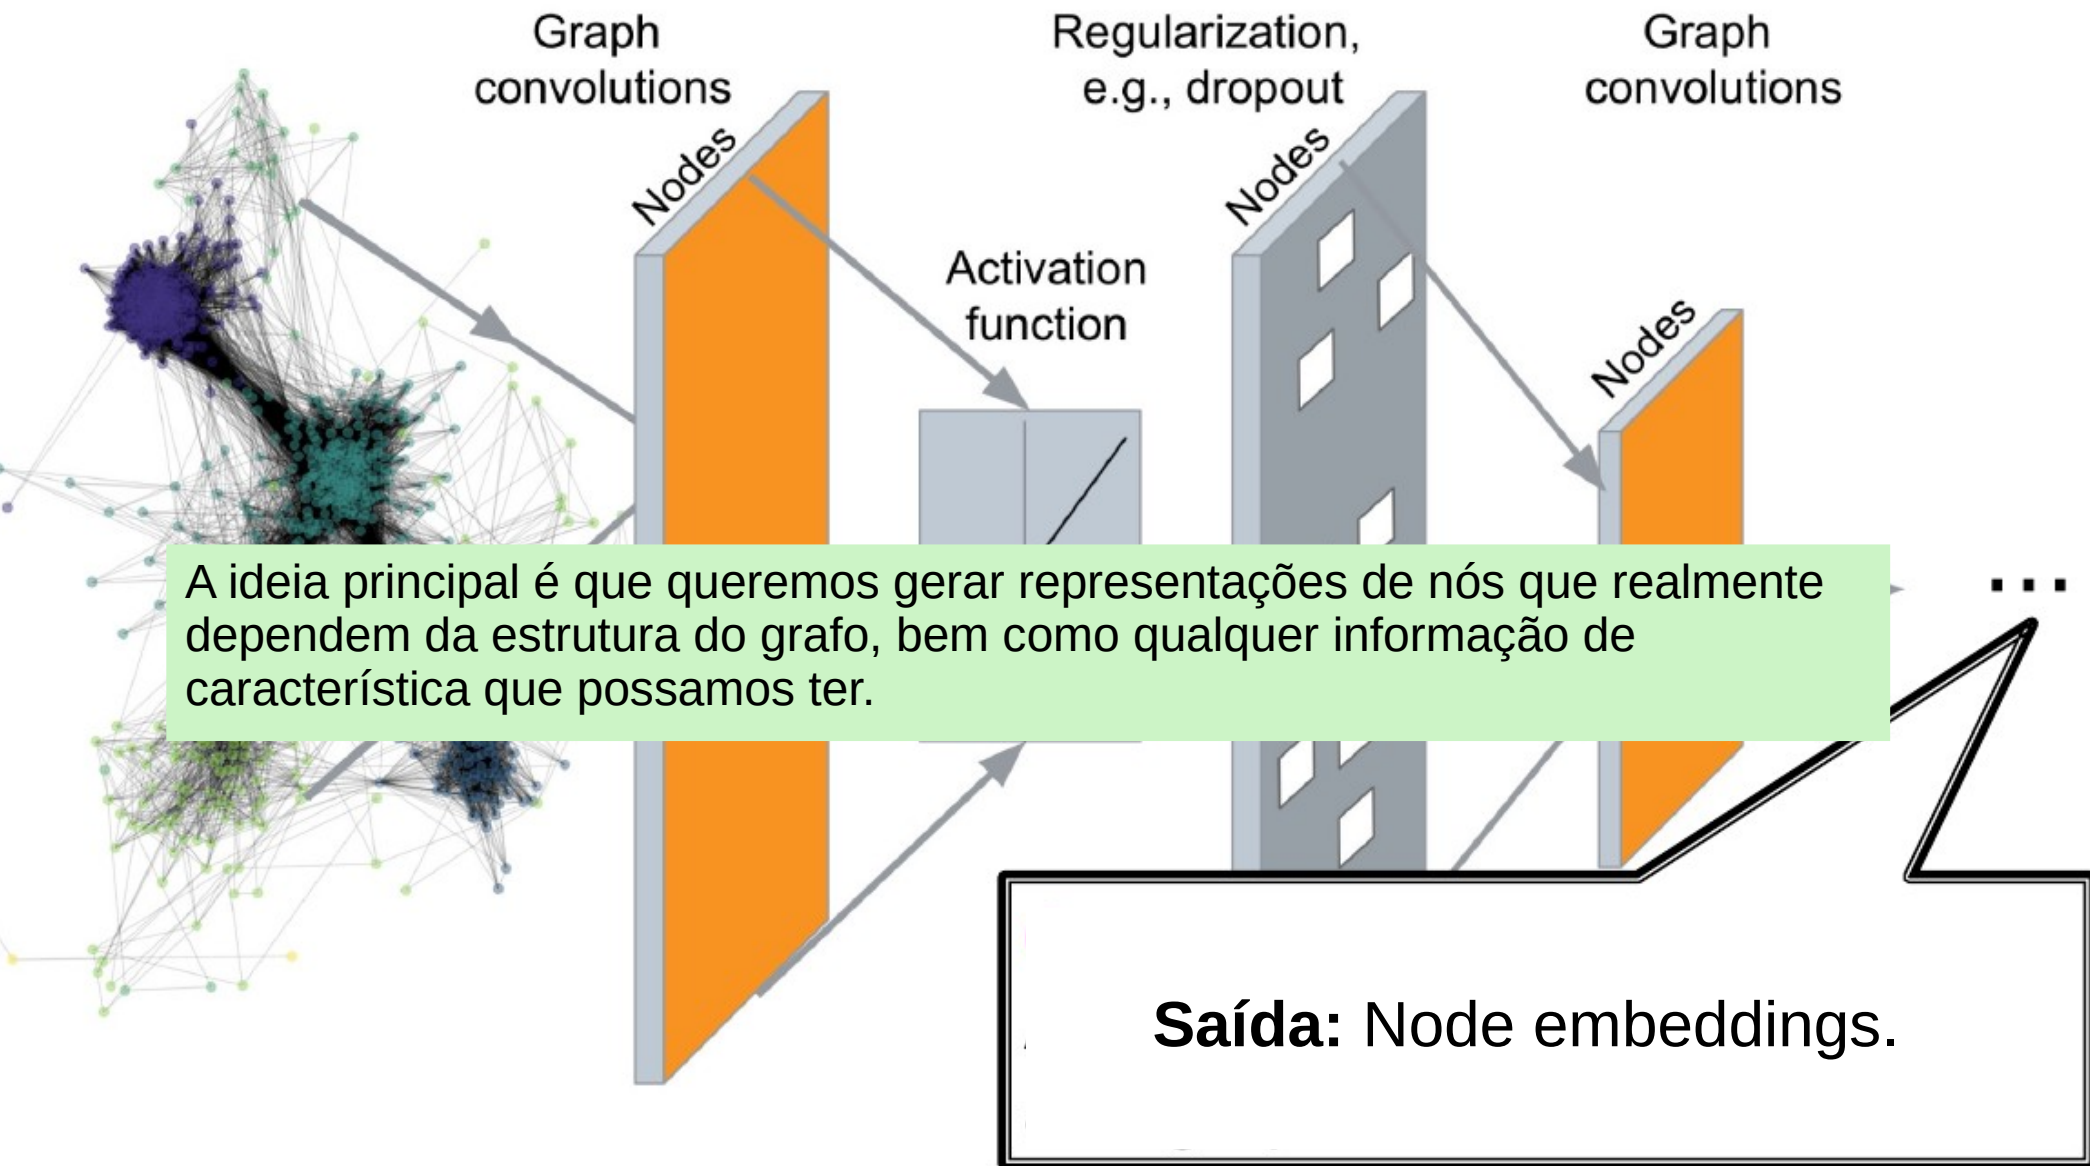 Graph
convolutions
Regularization,
e.g., dropout
Graph
convolutions
Nodes
Nodes
Activation
function
Nodes
A ideia principal é que queremos gerar representações de nós que realmente
dependem da estrutura do grafo, bem como qualquer informação de
característica que possamos ter.
...
Saída: Node embeddings.